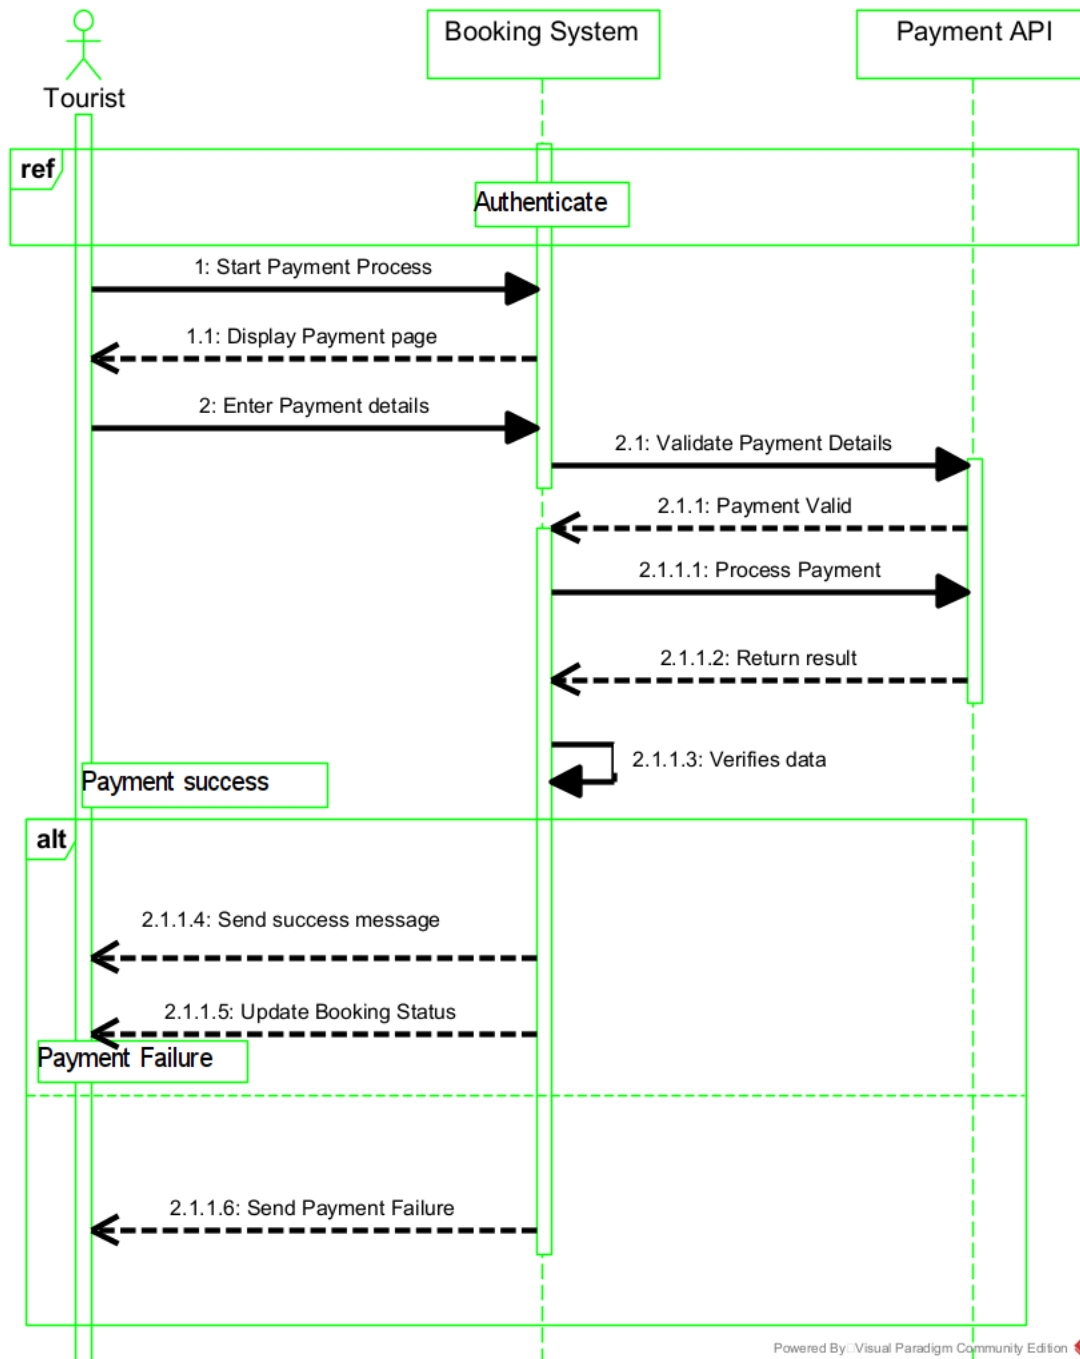 Booking System
Payment API
Tourist
ref
Authenticate
1: Start Payment Process
1.1: Display Payment page
2: Enter Payment details
2.1: Validate Payment Details
2.1.1: Payment Valid
2.1.1.1: Process Payment
2.1.1.2: Return result
2.1.1.3: Verifies data
Payment success
alt
2.1.1.4: Send success message
2.1.1.5: Update Booking Status
Payment Failure
2.1.1.6: Send Payment Failure
Powered By Visual Paradigm Community Edition